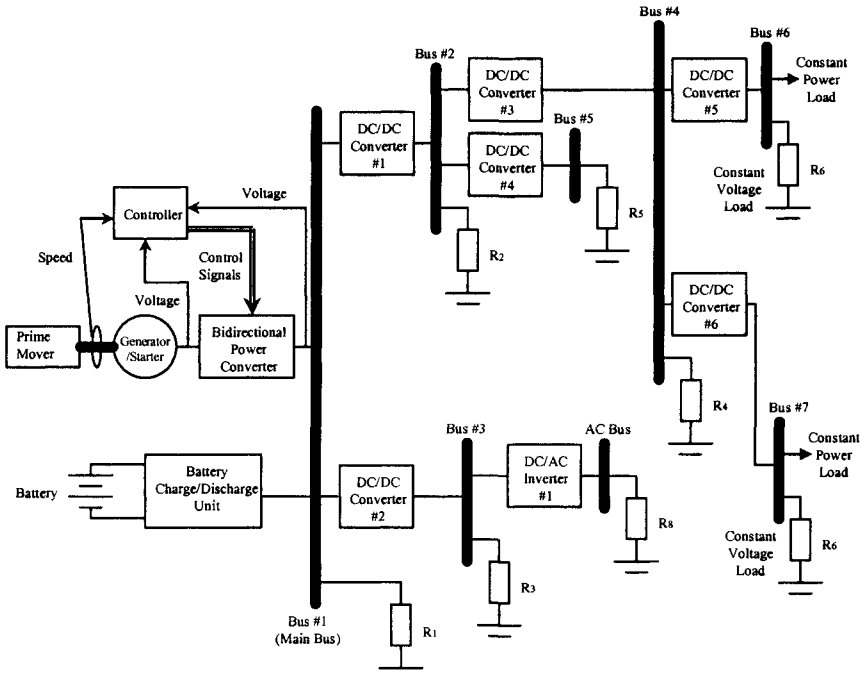 Bus #4
Bus #6
Bus #2
DC/DC
Converter
#3
DC/DC
Converter
#5
Constant
Power
Load
Bus #5
DC/DC
Converter
#1
DC/DC
Converter
#4
R6
Constant
Voltage
Load
Controller
Voltage
R5
R2
Speed
Control
Signals
Voltage
DC/DC
Converter
#6
Prime
Mover
Generator
/Starter
Bidirectional
Power
Converter
R4
Bus #7
Bus #3
AC Bus
Constant
Power
Load
Battery
Battery
Charge/Discharge
Unit
DC/DC
Converter
#2
DC/AC
Inverter
#1
R8
Constant
Voltage
Load
R6
R3
Bus #1
(Main Bus)
R1